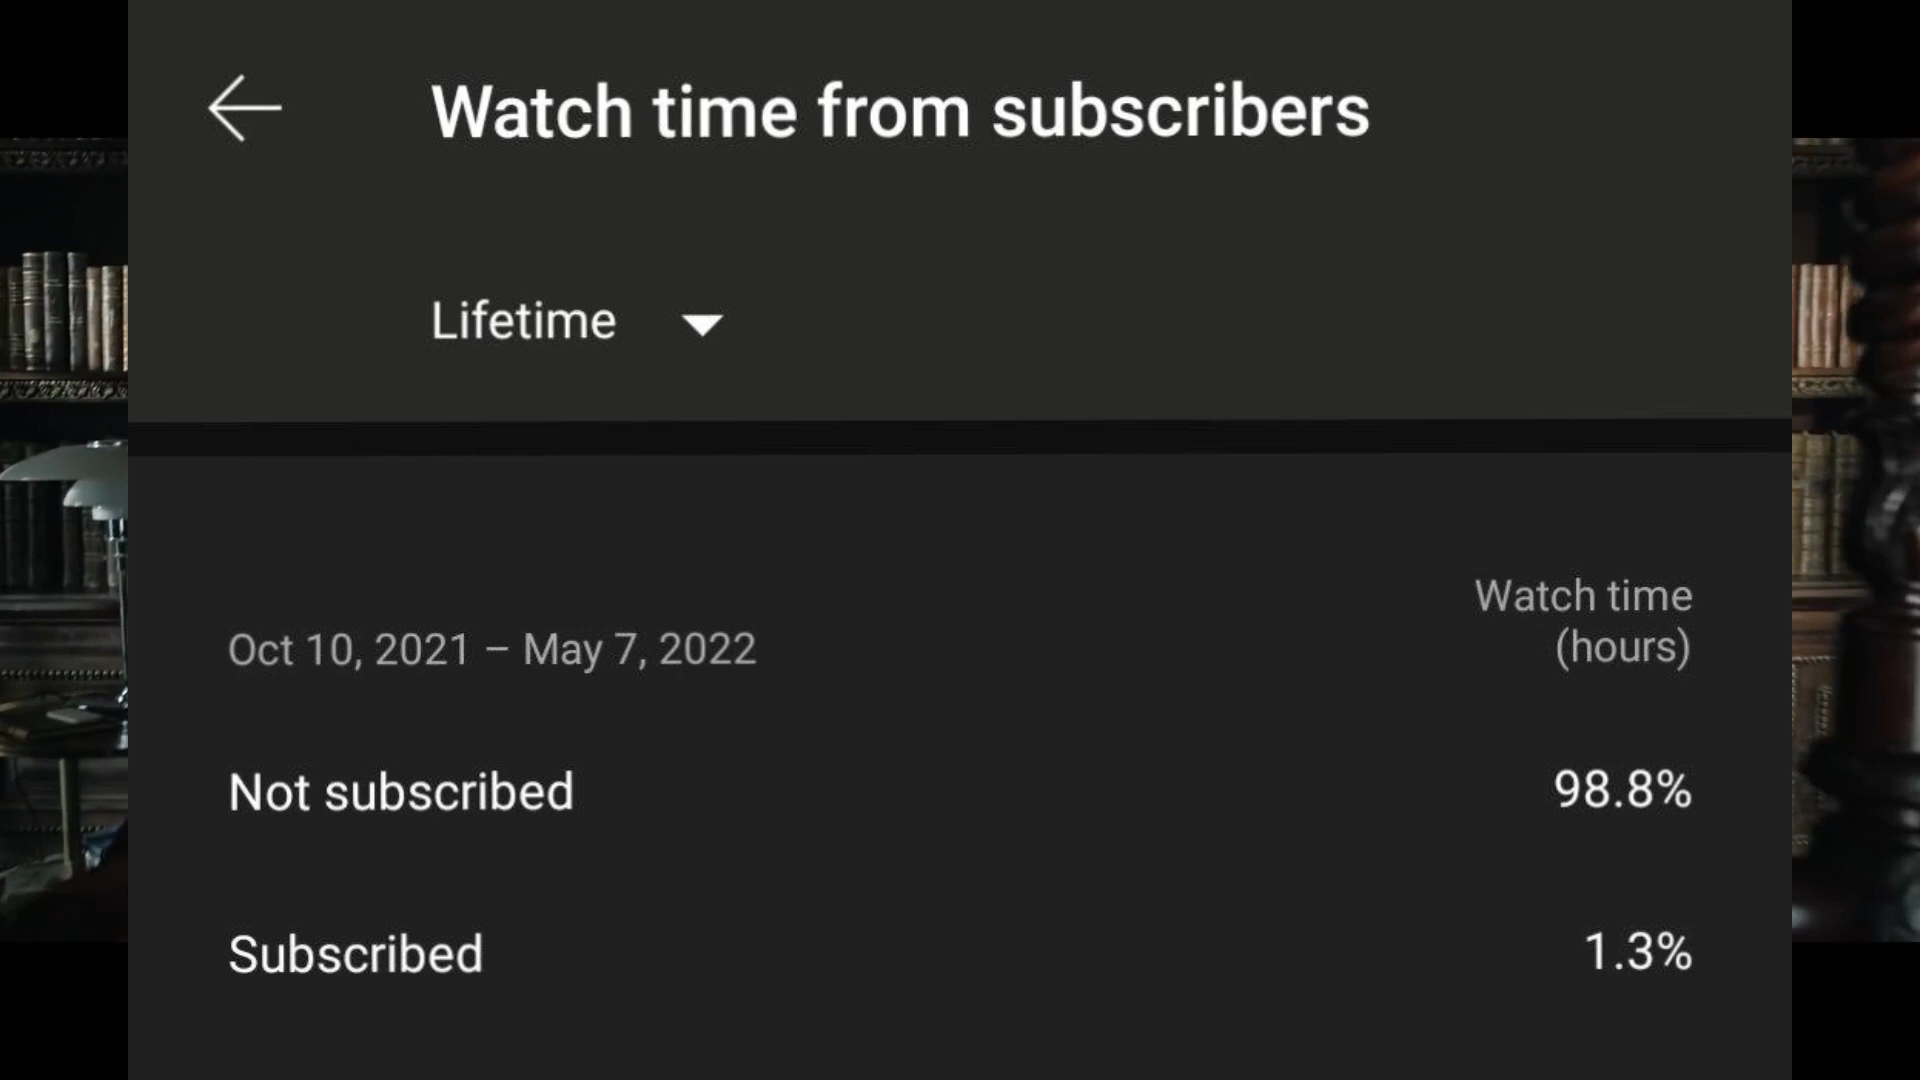 Watch time from subscribers
Lifetime
Oct 10, 2021 – May 7, 2022
Watch time
(hours)
Not subscribed 98.8%
Subscribed 1.3%